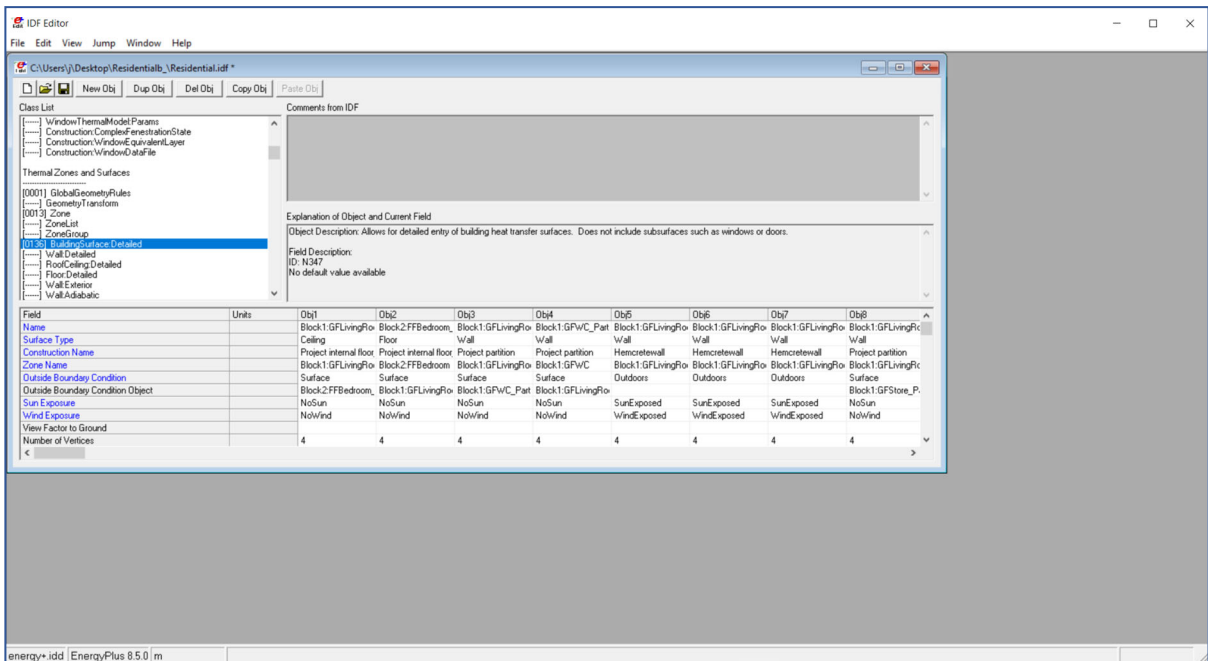 IDF Editor
File Edit View Jump Window Help
C:\Users\j\Desktop\Residentialb_\Residential.idf *
New Obj Dup Obj Del Obj Copy Obj Paste Obj
Class List
Comments from IDF
[------] WindowThermalModel:Params
[------] Construction:ComplexFenestrationState
[------] Construction:WindowEquivalentLayer
[------] Construction:WindowDataFile
Thermal Zones and Surfaces
--------------------------
[0001] GlobalGeometryRules
[------] GeometryTransform
[0013] Zone
[------] ZoneList
[------] ZoneGroup
[0136] BuildingSurface:Detailed
[------] Wall:Detailed
[------] RoofCeiling:Detailed
[------] Floor:Detailed
[------] Wall:Exterior
[------] Wall:Adiabatic
Explanation of Object and Current Field
Object Description: Allows for detailed entry of building heat transfer surfaces. Does not include subsurfaces such as windows or doors.
Field Description:
ID: N347
No default value available
Field Units Obj1 Obj2 Obj3 Obj4 Obj5 Obj6 Obj7 Obj8
Name Block1:GFLivingRo Block2:FFBedroom_ Block1:GFLivingRo Block1:GFWC_Part Block1:GFLivingRo Block1:GFLivingRo Block1:GFLivingRo Block1:GFLivingRo
Surface Type Ceiling Floor Wall Wall Wall Wall Wall Wall
Construction Name Project internal floor Project internal floor Project partition Project partition Hemcretewall Hemcretewall Hemcretewall Project partition
Zone Name Block1:GFLivingRo Block2:FFBedroom Block1:GFLivingRo Block1:GFWC Block1:GFLivingRo Block1:GFLivingRo Block1:GFLivingRo Block1:GFLivingRo
Outside Boundary Condition Surface Surface Surface Surface Outdoors Outdoors Outdoors Surface
Outside Boundary Condition Object Block2:FFBedroom_ Block1:GFLivingRo Block1:GFWC_Part Block1:GFLivingRo Block1:GFStore_P
Sun Exposure NoSun NoSun NoSun NoSun SunExposed SunExposed SunExposed NoSun
Wind Exposure NoWind NoWind NoWind NoWind WindExposed WindExposed WindExposed NoWind
View Factor to Ground
Number of Vertices 4 4 4 4 4 4 4 4
energy+.idd EnergyPlus 8.5.0 m